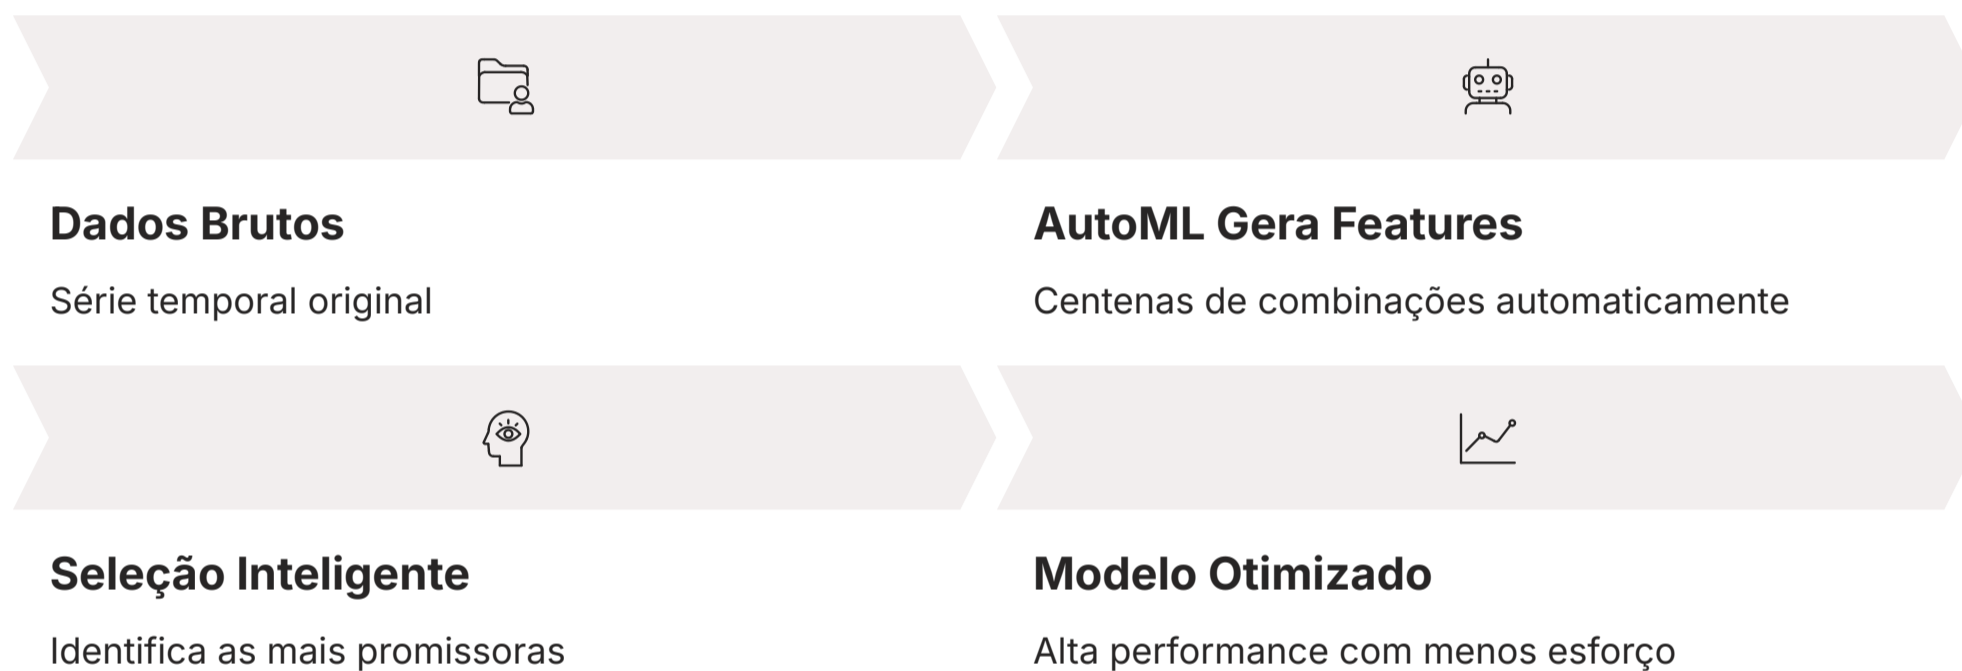 Dados Brutos
Série temporal original
AutoML Gera Features
Centenas de combinações automaticamente
Seleção Inteligente
Identifica as mais promissoras
Modelo Otimizado
Alta performance com menos esforço